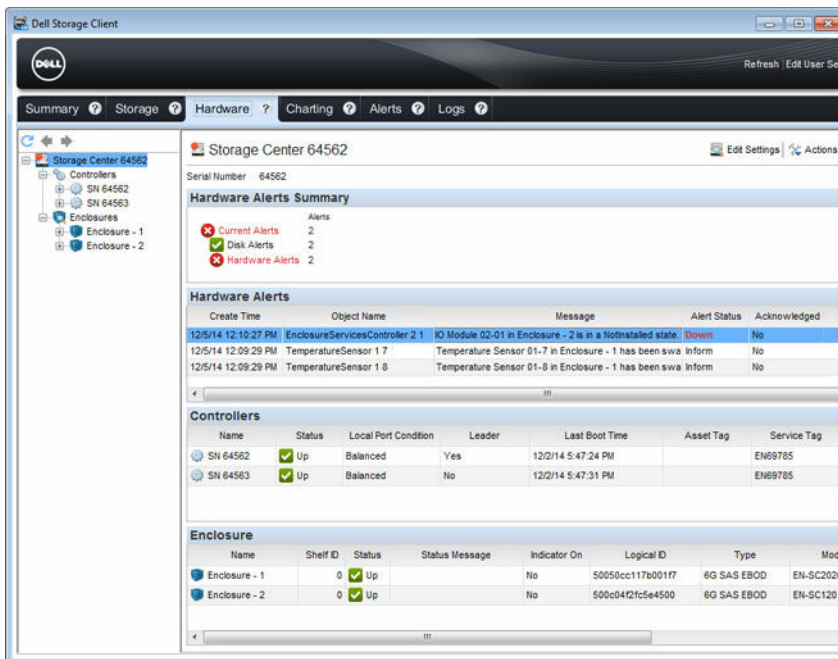 Dell Storage Client
DELL
Refresh Edit User Se
Summary ? Storage ? Hardware ? Charting ? Alerts ? Logs ?
Storage Center 64562
Controllers
SN 64562
SN 64563
Enclosures
Enclosure - 1
Enclosure - 2
Storage Center 64562
Edit Settings Actions
Serial Number 64562
Hardware Alerts Summary
Alerts
Current Alerts 2
Disk Alerts 2
Hardware Alerts 2
Hardware Alerts
Create Time Object Name Message Alert Status Acknowledged
12/5/14 12:10:27 PM EnclosureServicesController 2 1 IO Module 02-01 in Enclosure - 2 is in a NotInstalled state. Down No
12/5/14 12:09:29 PM TemperatureSensor 1 7 Temperature Sensor 01-7 in Enclosure - 1 has been swa Inform No
12/5/14 12:09:29 PM TemperatureSensor 1 8 Temperature Sensor 01-8 in Enclosure - 1 has been swa Inform No
Controllers
Name Status Local Port Condition Leader Last Boot Time Asset Tag Service Tag
SN 64562 Up Balanced Yes 12/2/14 5:47:24 PM EN69785
SN 64563 Up Balanced No 12/2/14 5:47:31 PM EN69785
Enclosure
Name Shelf ID Status Status Message Indicator On Logical ID Type Mod
Enclosure - 1 0 Up No 50050cc117b001f7 6G SAS EBOD EN-SC202
Enclosure - 2 0 Up No 500c04f2fc5e4500 6G SAS EBOD EN-SC120